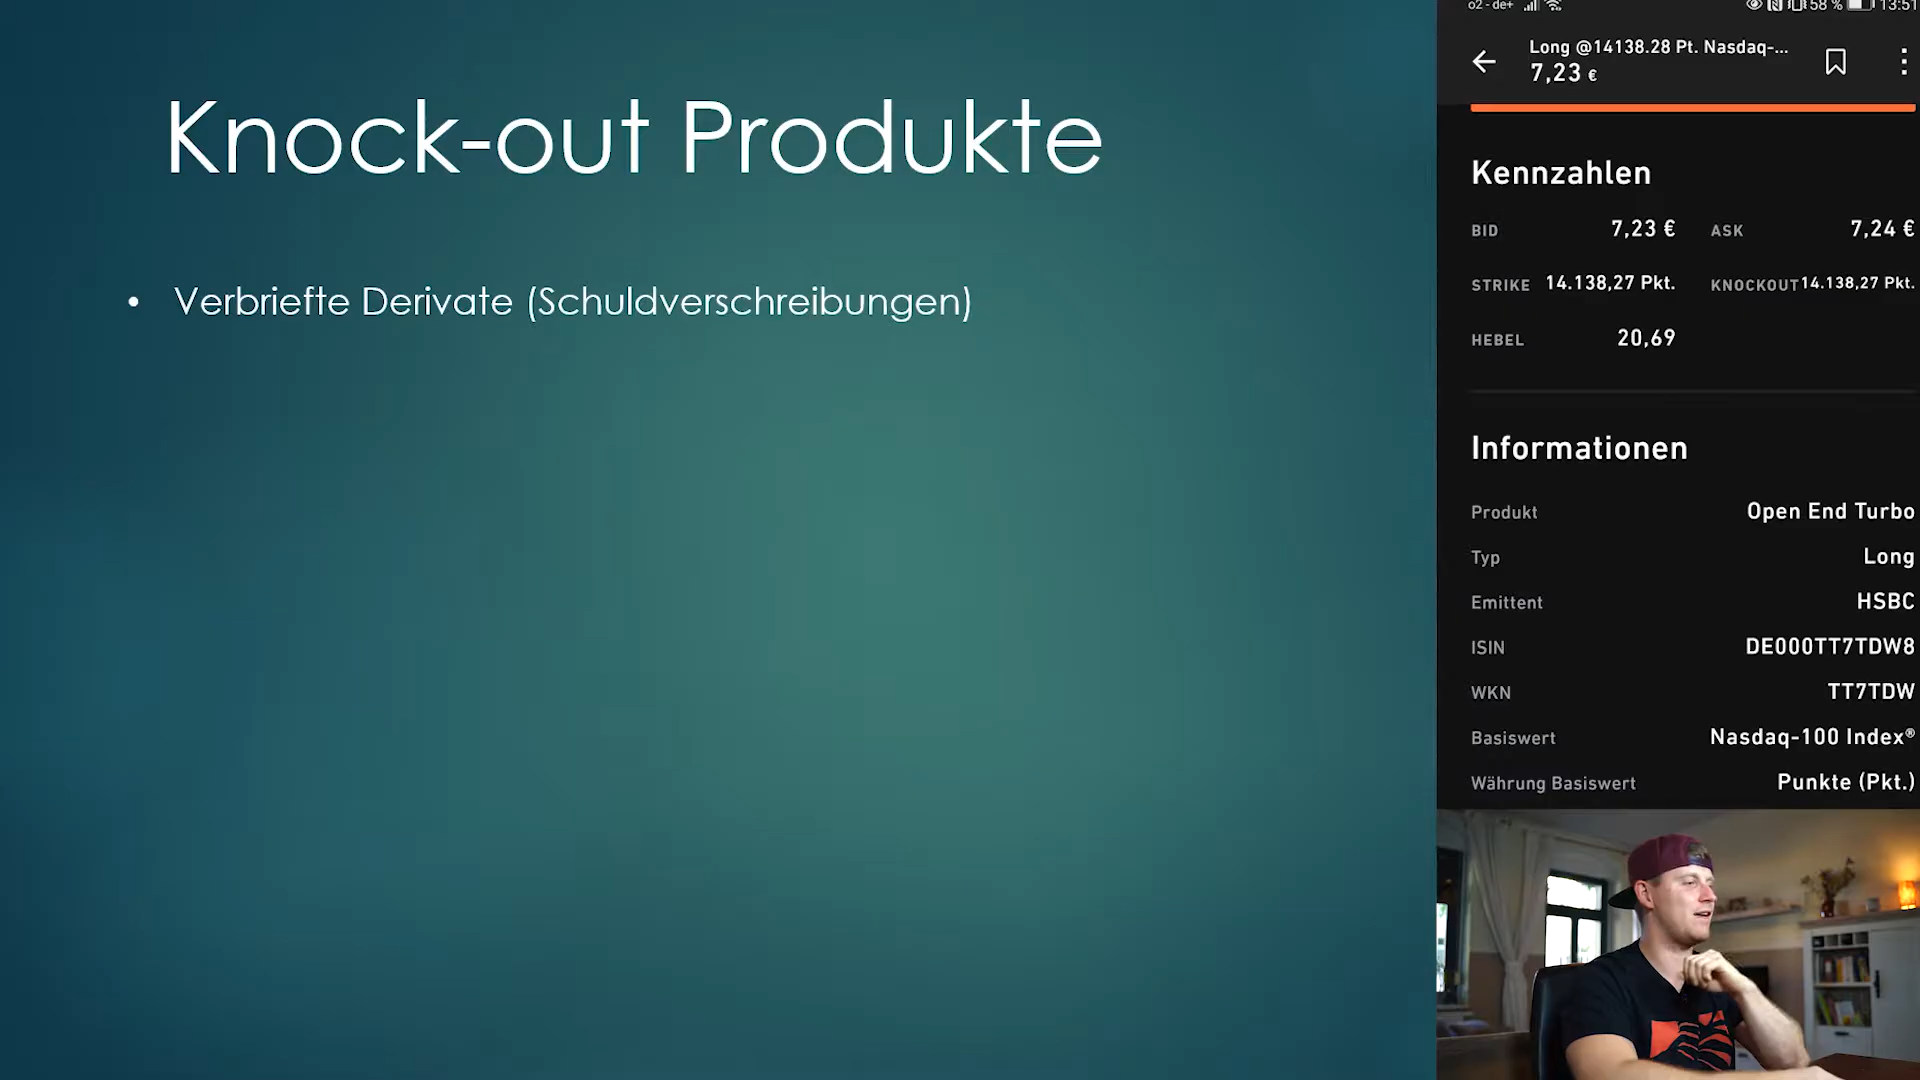 Knock-out Produkte
• Verbriefte Derivate (Schuldverschreibungen)
o2 - de+ 58 % 13:51
Long @14138.28 Pt. Nasdaq-...
7,23 €
Kennzahlen
BID 7,23 € ASK 7,24 €
STRIKE 14.138,27 Pkt. KNOCKOUT 14.138,27 Pkt.
HEBEL 20,69
Informationen
Produkt Open End Turbo
Typ Long
Emittent HSBC
ISIN DE000TT7TDW8
WKN TT7TDW
Basiswert Nasdaq-100 Index®
Währung Basiswert Punkte (Pkt.)